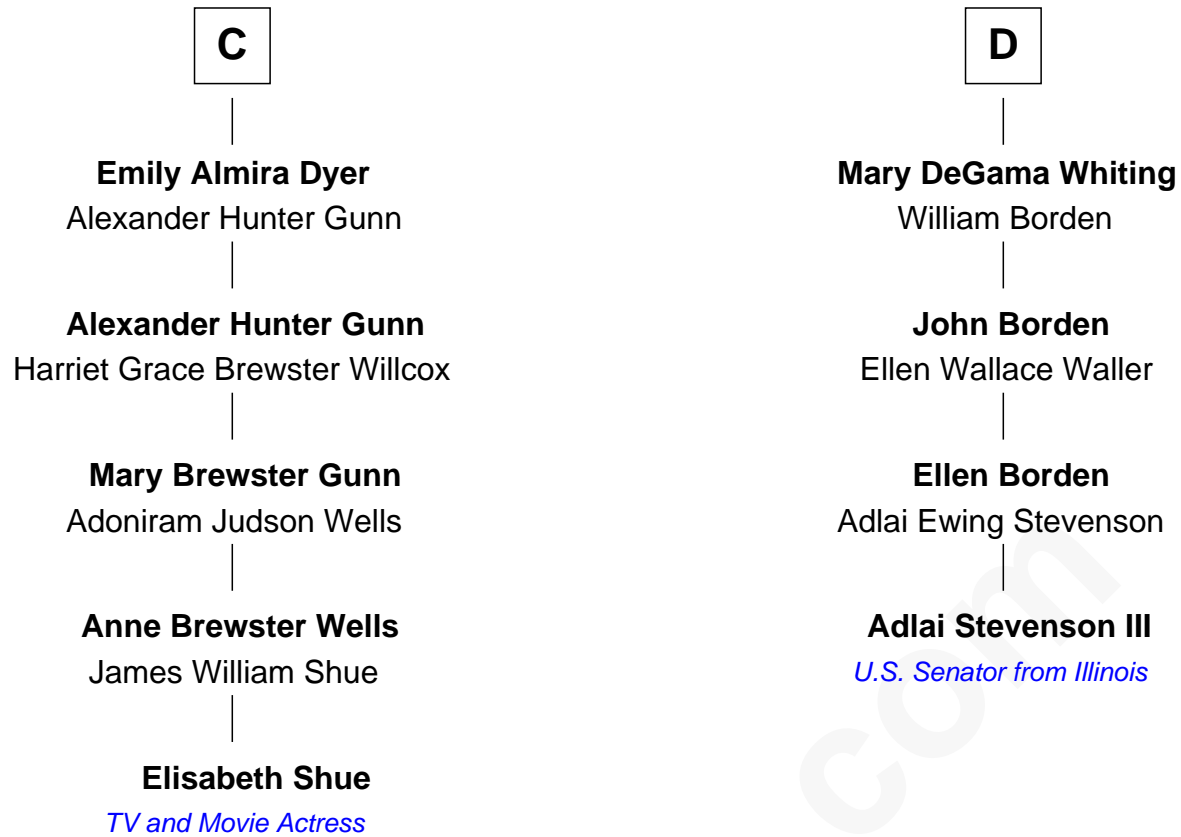 C
Emily Almira Dyer
Alexander Hunter Gunn
Alexander Hunter Gunn
Harriet Grace Brewster Willcox
Mary Brewster Gunn
Adoniram Judson Wells
Anne Brewster Wells
James William Shue
Elisabeth Shue
TV and Movie Actress
D
Mary DeGama Whiting
William Borden
John Borden
Ellen Wallace Waller
Ellen Borden
Adlai Ewing Stevenson
Adlai Stevenson III
U.S. Senator from Illinois
com